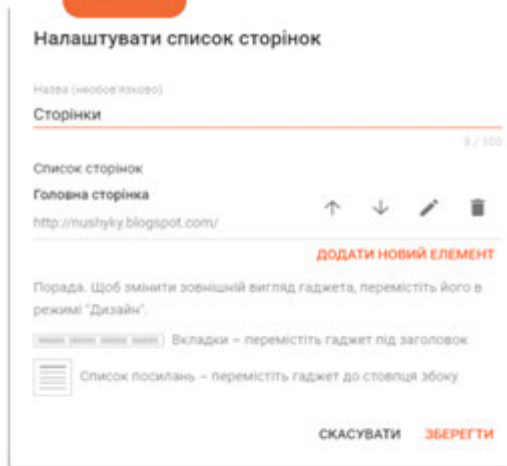 Налаштувати список сторінок
Назва (необов'язково)
Сторінки
8 / 100
Список сторінок
Головна сторінка
http://nushyky.blogspot.com/
ДОДАТИ НОВИЙ ЕЛЕМЕНТ
Порада. Щоб змінити зовнішній вигляд гаджета, перемістіть його в
режимі "Дизайн".
Вкладки – перемістіть гаджет під заголовок
Список посилань – перемістіть гаджет до стовпця збоку
СКАСУВАТИ ЗБЕРЕГТИ